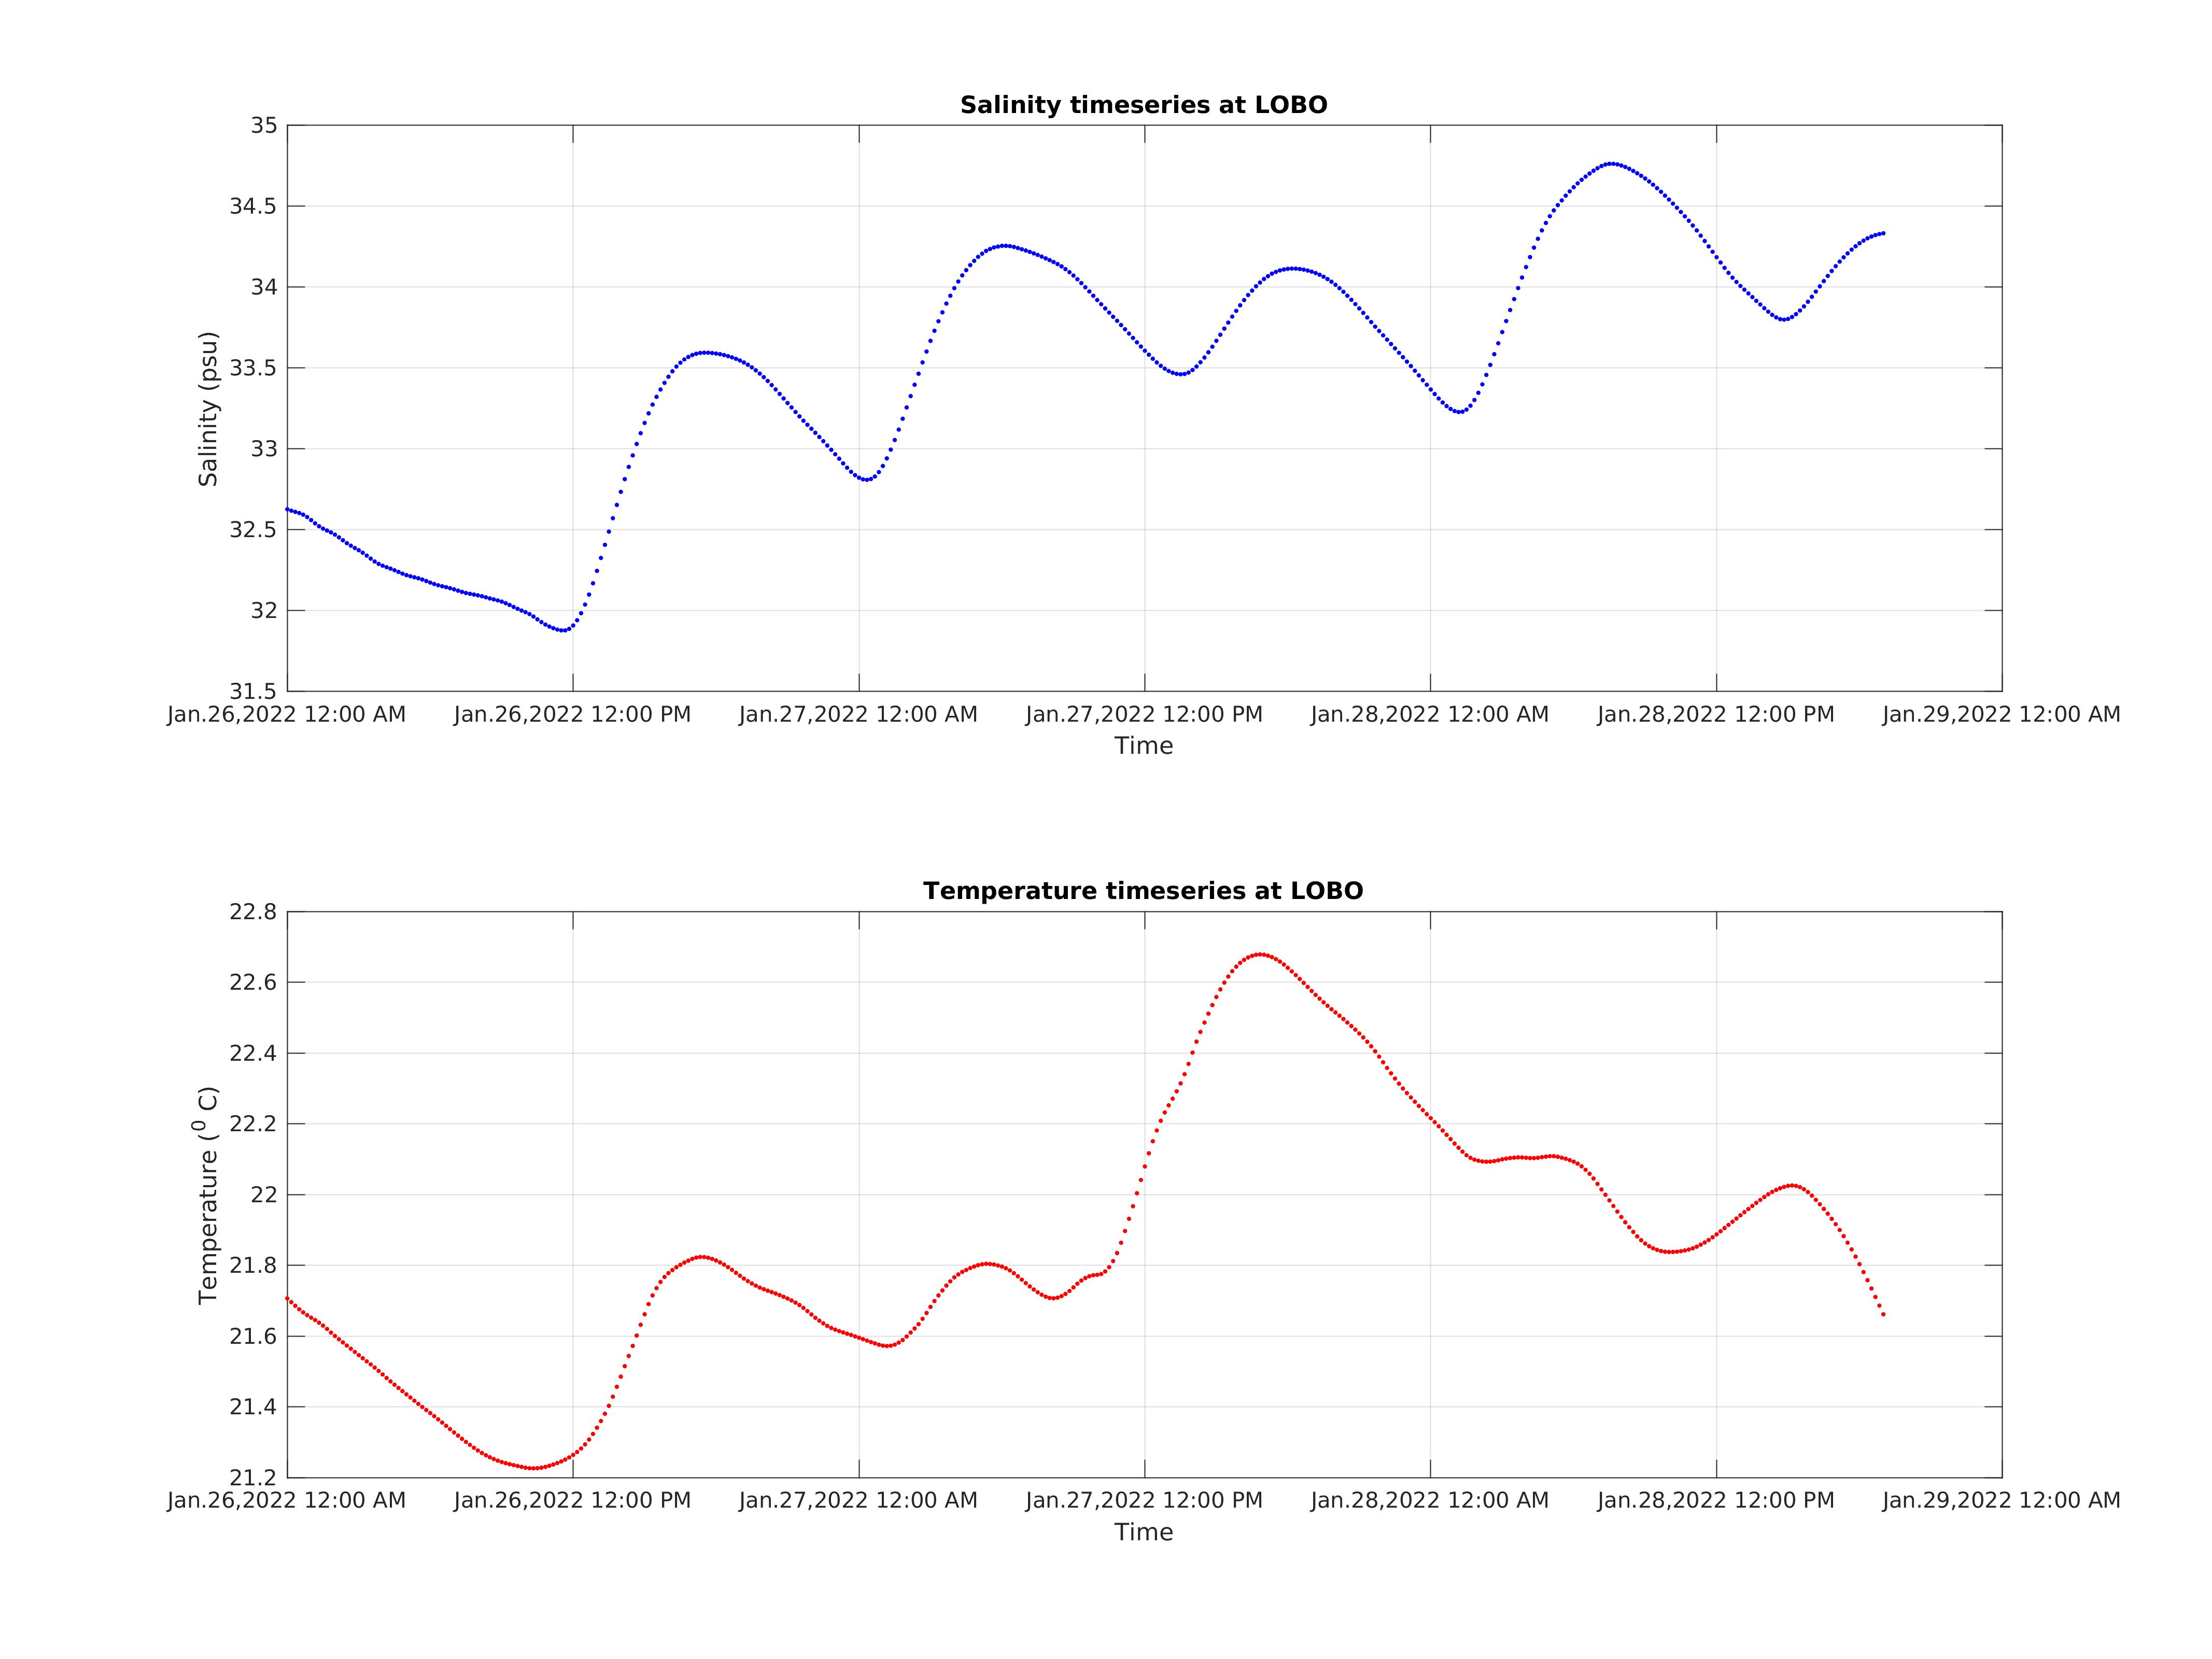 Salinity timeseries at LOBO
35
34.5
34
33.5
33
32.5
32
31.5
Salinity (psu)
Jan.26,2022 12:00 AM Jan.26,2022 12:00 PM Jan.27,2022 12:00 AM Jan.27,2022 12:00 PM Jan.28,2022 12:00 AM Jan.28,2022 12:00 PM Jan.29,2022 12:00 AM
Time
Temperature timeseries at LOBO
22.8
22.6
22.4
22.2
22
21.8
21.6
21.4
21.2
Temperature (⁰ C)
Jan.26,2022 12:00 AM Jan.26,2022 12:00 PM Jan.27,2022 12:00 AM Jan.27,2022 12:00 PM Jan.28,2022 12:00 AM Jan.28,2022 12:00 PM Jan.29,2022 12:00 AM
Time